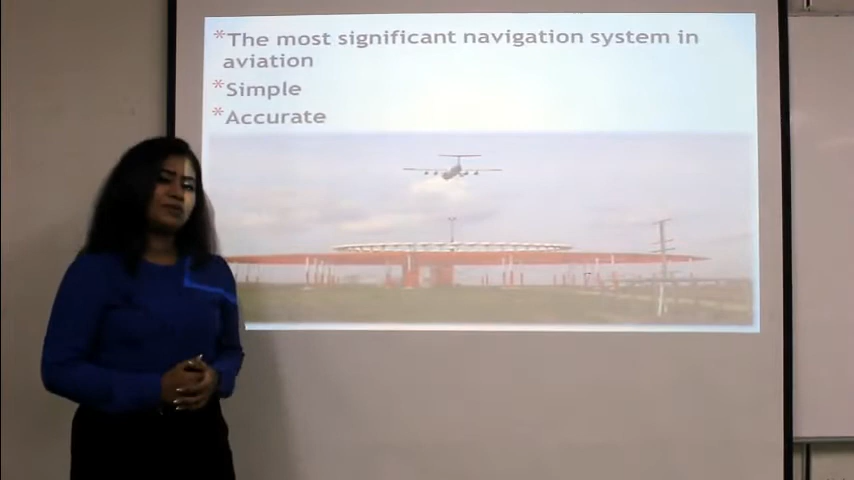 *The most significant navigation system in
aviation
*Simple
*Accurate